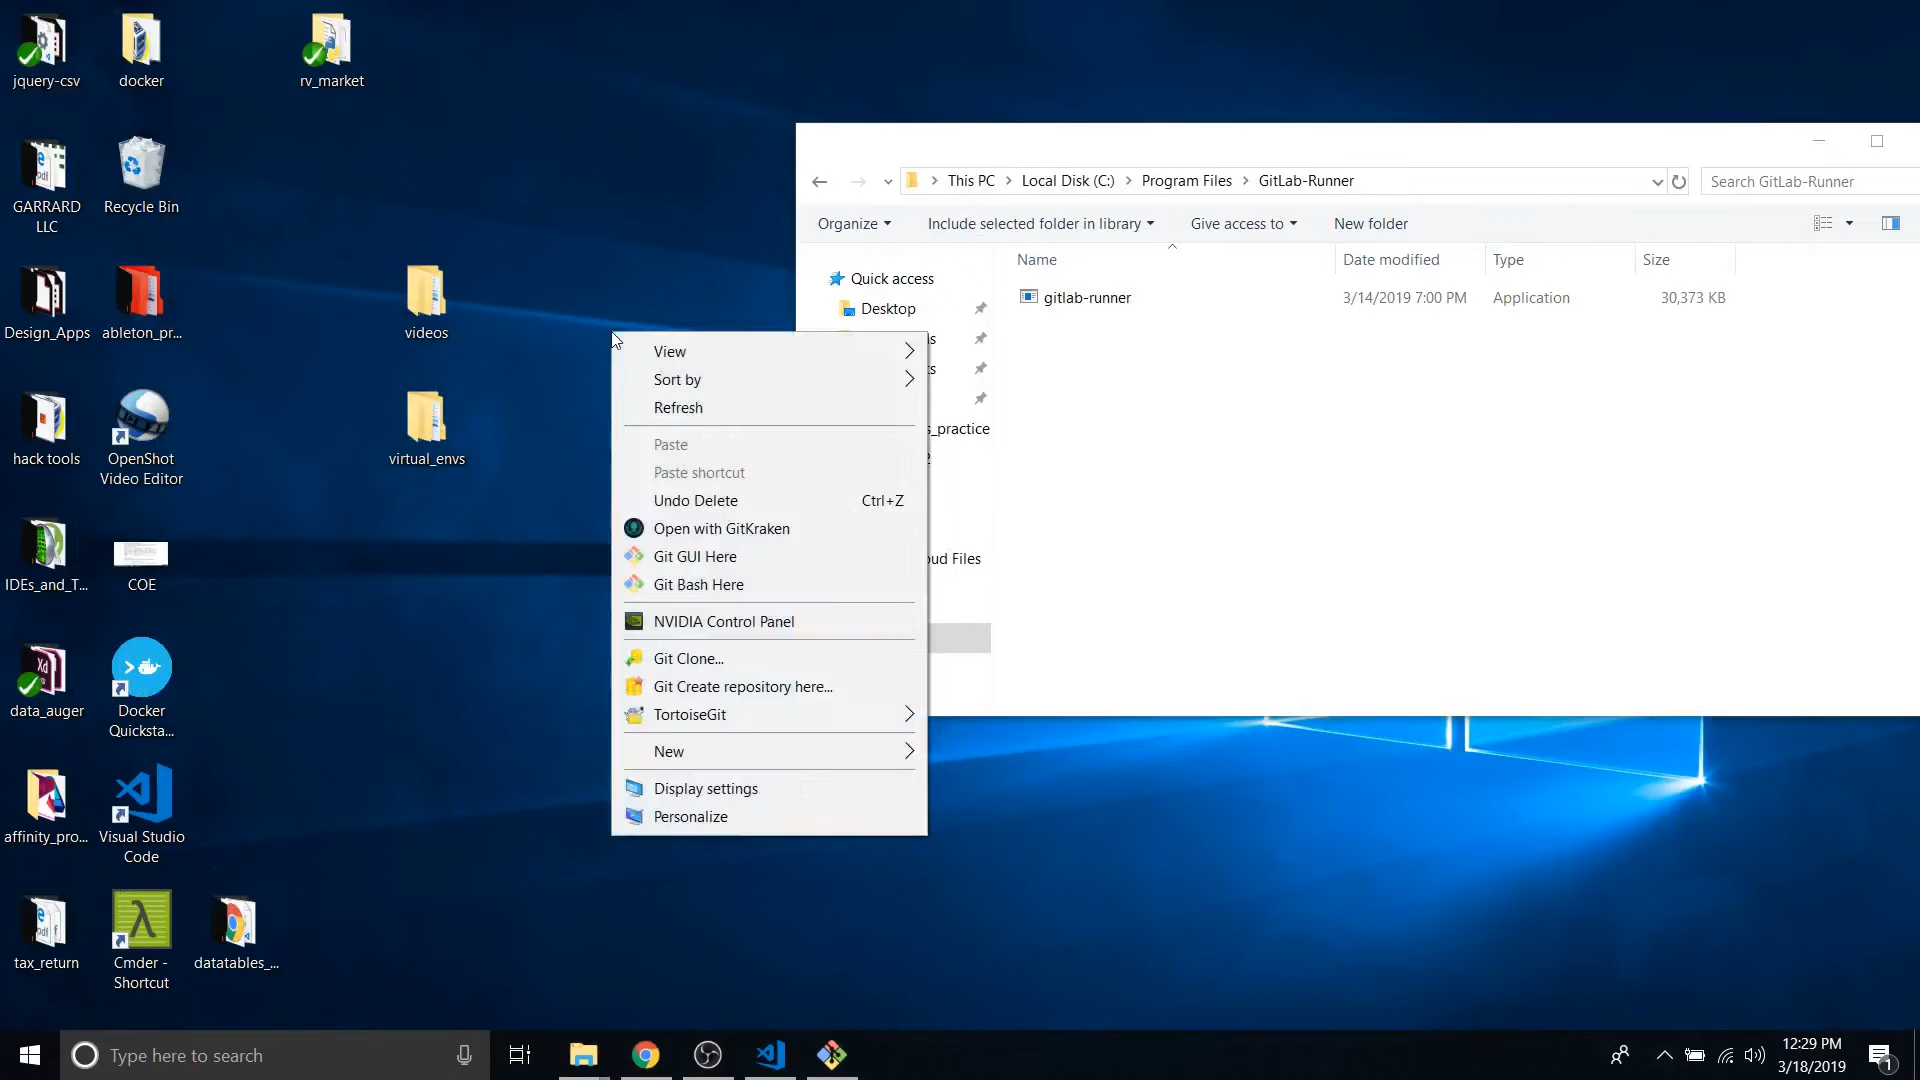 jquery-csv
docker
rv_market
GARRARD
LLC
Recycle Bin
Design_Apps
ableton_pr...
videos
hack tools
OpenShot
Video Editor
virtual_envs
IDEs_and_T...
COE
data_auger
Docker
Quicksta...
affinity_pro...
Visual Studio
Code
tax_return
Cmder -
Shortcut
datatables_...
This PC
Local Disk (C:)
Program Files
GitLab-Runner
Search GitLab-Runner
Organize
Include selected folder in library
Give access to
New folder
Name
Date modified
Type
Size
Quick access
Desktop
gitlab-runner
3/14/2019 7:00 PM
Application
30,373 KB
s_practice
oud Files
View
Sort by
Refresh
Paste
Paste shortcut
Undo Delete
Ctrl+Z
Open with GitKraken
Git GUI Here
Git Bash Here
NVIDIA Control Panel
Git Clone...
Git Create repository here...
TortoiseGit
New
Display settings
Personalize
Type here to search
12:29 PM
3/18/2019
1